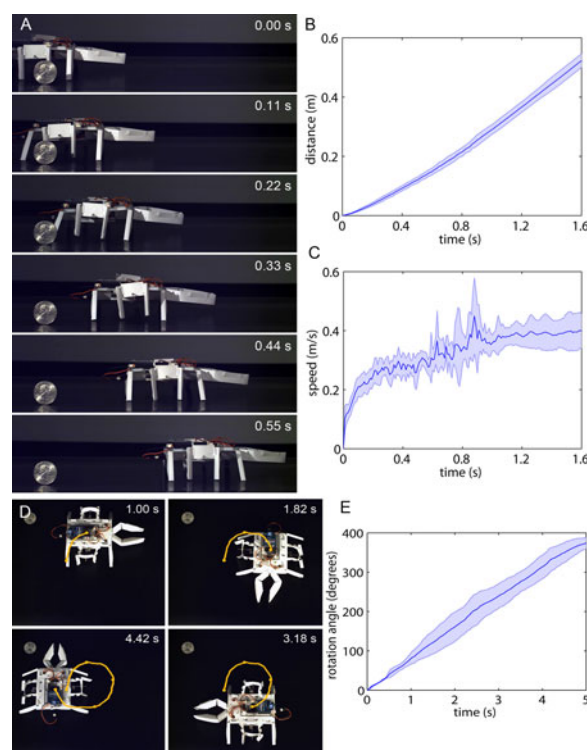 A
0.00 s
0.11 s
0.22 s
0.33 s
0.44 s
0.55 s
B
0.6
0.4
0.2
0
0
0.4
0.8
1.2
1.6
distance (m)
time (s)
C
0.6
0.4
0.2
0
0
0.4
0.8
1.2
1.6
speed (m/s)
time (s)
D
1.00 s
1.82 s
4.42 s
3.18 s
E
400
300
200
100
0
0
1
2
3
4
5
rotation angle (degrees)
time (s)